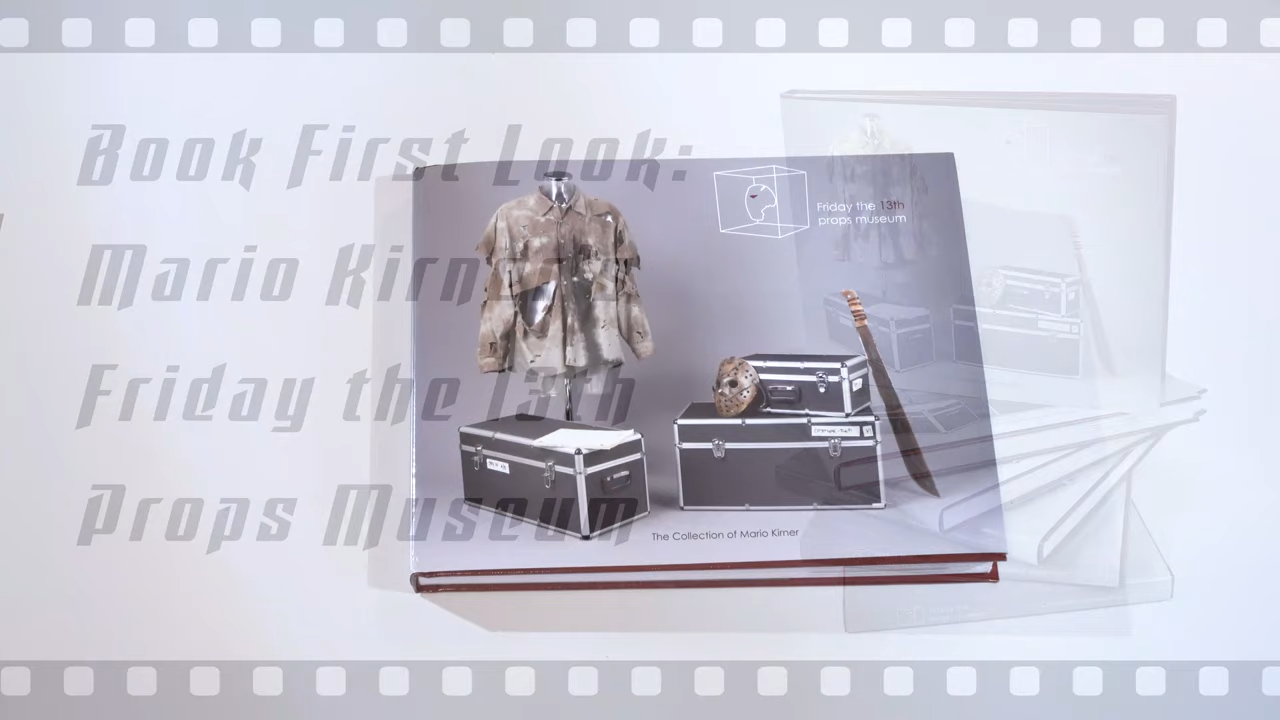 Book First Look:
Mario Kirner's
Friday the 13th
Props Museum
Friday the 13th
props museum
The Collection of Mario Kirner